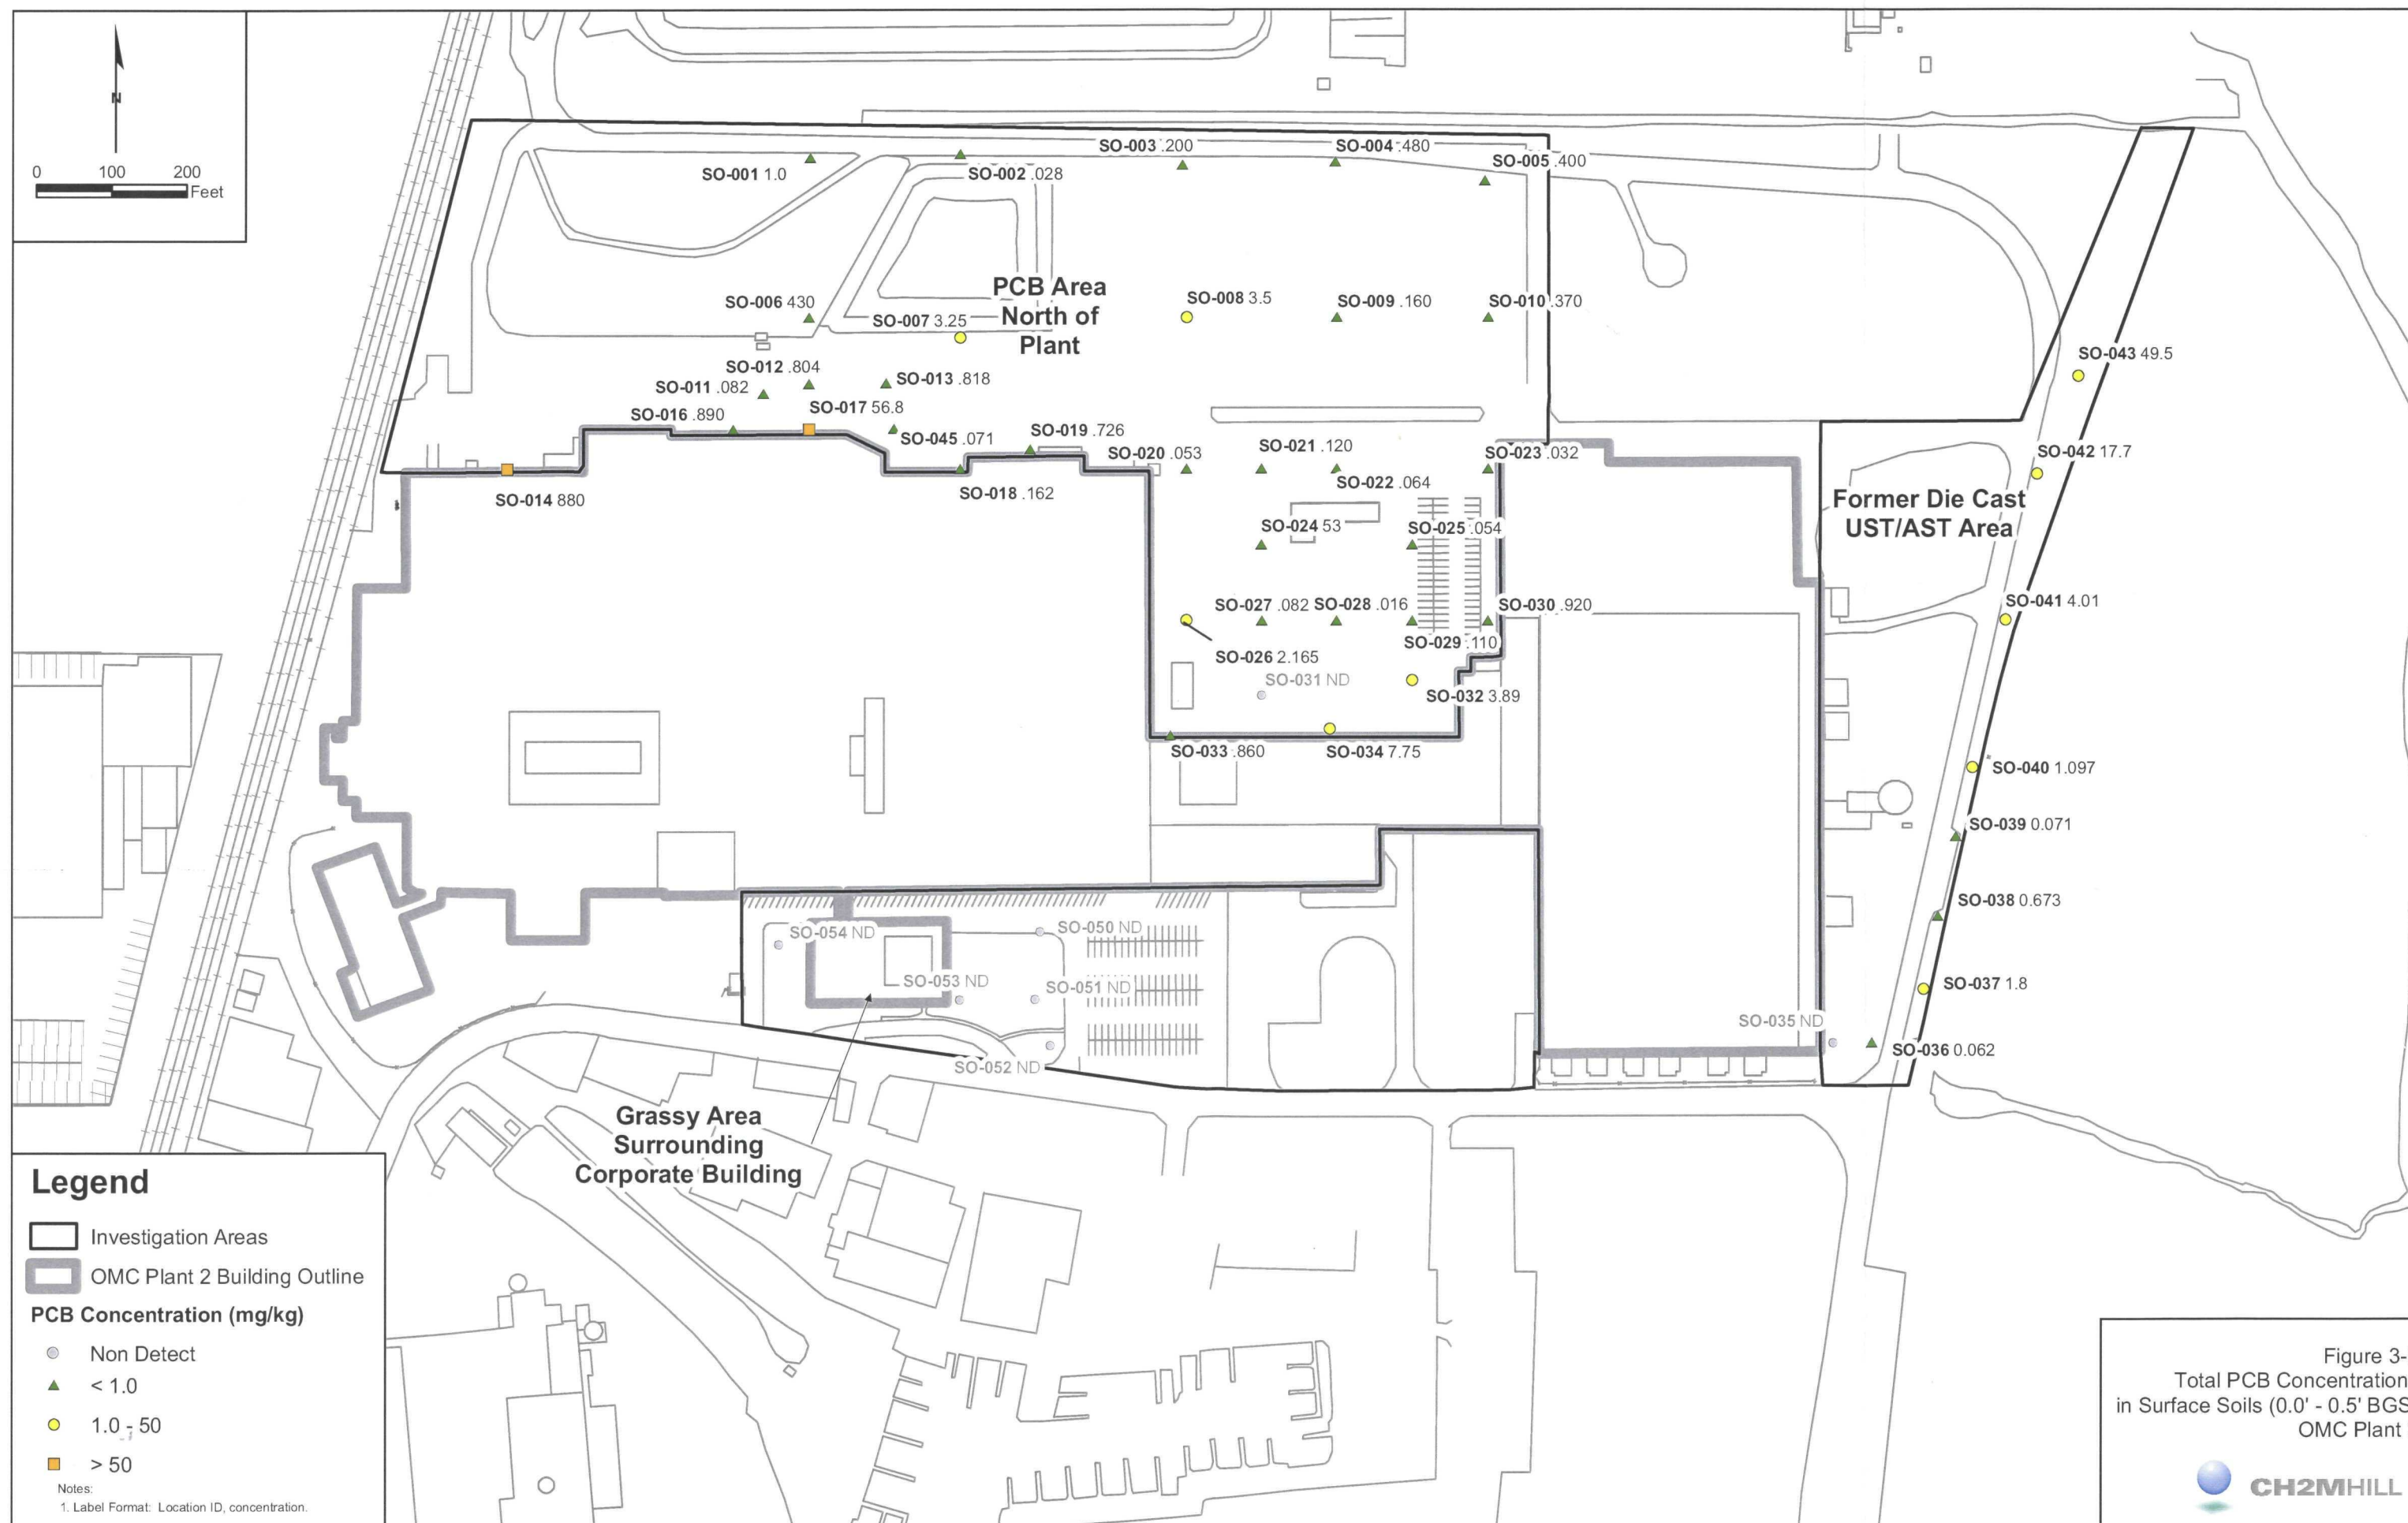 N
0 100 200
Feet
SO-001 1.0
SO-002 .028
SO-003 .200
SO-004 .480
SO-005 .400
PCB Area
North of
Plant
SO-006 430
SO-007 3.25
SO-008 3.5
SO-009 .160
SO-010 .370
SO-012 .804
SO-011 .082
SO-013 .818
SO-016 .890
SO-017 56.8
SO-045 .071
SO-019 .726
SO-020 .053
SO-021 .120
SO-023 .032
SO-014 880
SO-018 .162
SO-022 .064
SO-024 53
SO-025 .054
SO-027 .082
SO-028 .016
SO-030 .920
SO-029 .110
SO-026 2.165
SO-031 ND
SO-032 3.89
SO-033 .860
SO-034 7.75
SO-043 49.5
SO-042 17.7
Former Die Cast
UST/AST Area
SO-041 4.01
SO-040 1.097
SO-039 0.071
SO-038 0.673
SO-037 1.8
SO-035 ND
SO-036 0.062
SO-054 ND
SO-050 ND
SO-053 ND
SO-051 ND
SO-052 ND
Grassy Area
Surrounding
Corporate Building
Legend
Investigation Areas
OMC Plant 2 Building Outline
PCB Concentration (mg/kg)
Non Detect
< 1.0
1.0 - 50
> 50
Notes:
1. Label Format: Location ID, concentration.
Figure 3-
Total PCB Concentration
in Surface Soils (0.0' - 0.5' BGS
OMC Plant
CH2MHILL